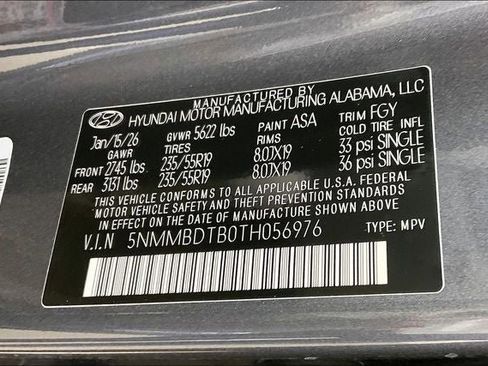 MANUFACTURED BY
HYUNDAI MOTOR MANUFACTURING ALABAMA, LLC
Jan/15/26 GVWR 5622 lbs PAINT ASA TRIM FGY
GAWR TIRES RIMS COLD TIRE INFLATION
FRONT 2745 lbs 235/55R19 8.0JX19 33 psi SINGLE
REAR 3131 lbs 235/55R19 8.0JX19 36 psi SINGLE
THIS VEHICLE CONFORMS TO ALL APPLICABLE U.S.A. FEDERAL
MOTOR VEHICLE SAFETY AND THEFT PREVENTION STANDARDS
IN EFFECT ON THE DATE OF MANUFACTURE SHOWN ABOVE.
V.I.N 5NMMBDTB0TH056976 TYPE: MPV